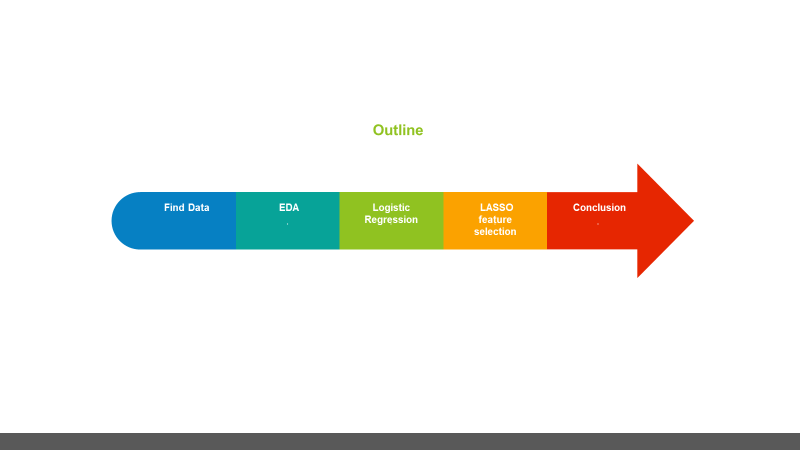 Outline
Find Data
EDA
.
Logistic
Regression
LASSO
feature
selection
Conclusion
.